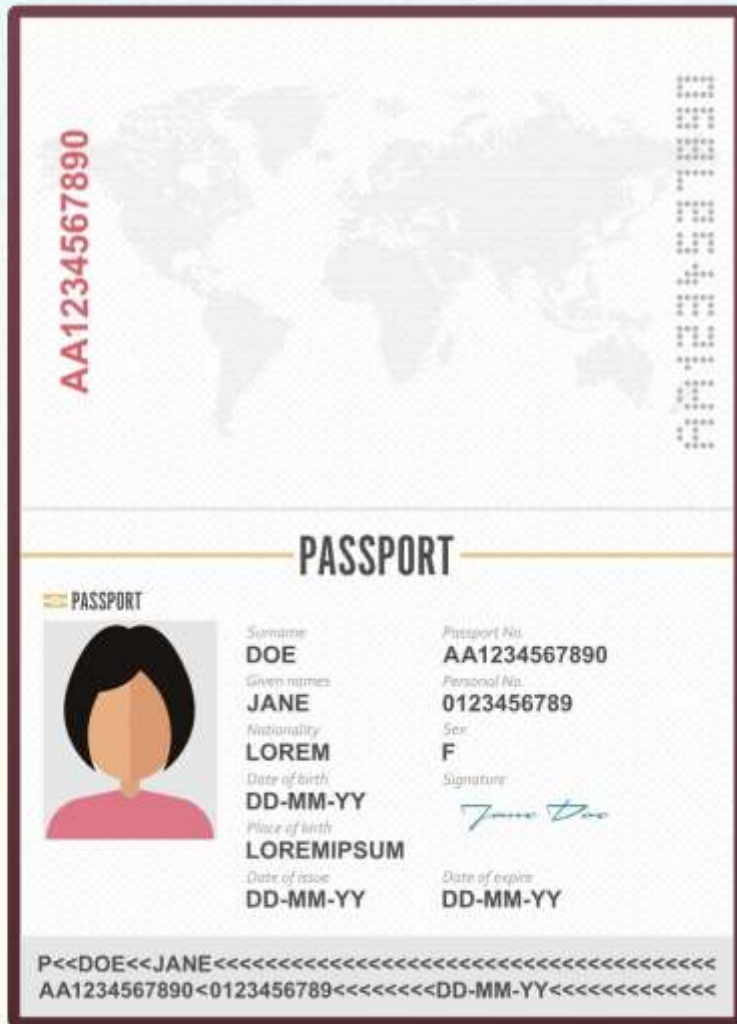 AA1234567890
PASSPORT
PASSPORT
Surname
DOE
Passport No.
AA1234567890
Given names
JANE
Personal No.
0123456789
Nationality
LOREM
Sex
F
Date of birth
DD-MM-YY
Signature
Jane Doe
Place of birth
LOREMIPSUM
Date of issue
DD-MM-YY
Date of expire
DD-MM-YY
P<<DOE<<JANE<<<<<<<<<<<<<<<<<<<<<<<<<<<<<<<<<<<<<<<
AA1234567890<0123456789<<<<<<<<DD-MM-YY<<<<<<<<<<<<<